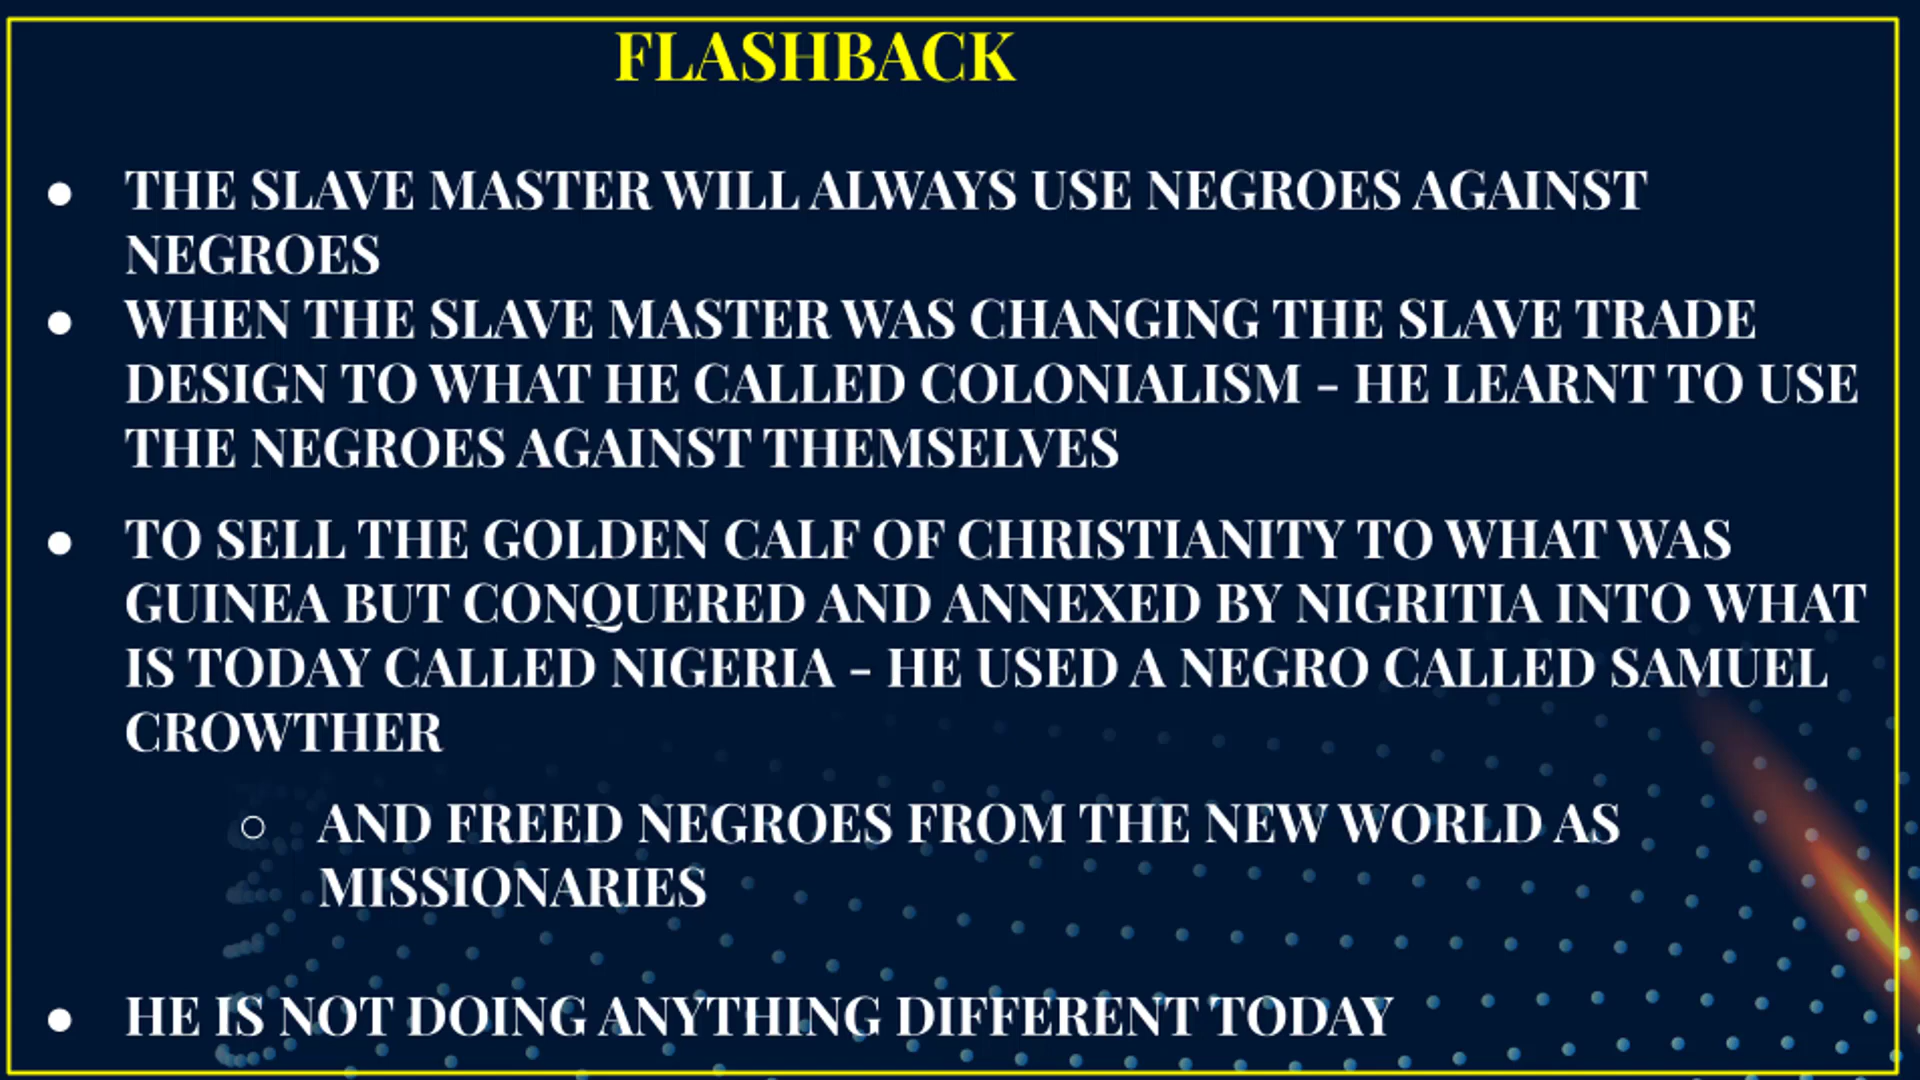 FLASHBACK
● THE SLAVE MASTER WILL ALWAYS USE NEGROES AGAINST
NEGROES
● WHEN THE SLAVE MASTER WAS CHANGING THE SLAVE TRADE
DESIGN TO WHAT HE CALLED COLONIALISM - HE LEARNT TO USE
THE NEGROES AGAINST THEMSELVES
● TO SELL THE GOLDEN CALF OF CHRISTIANITY TO WHAT WAS
GUINEA BUT CONQUERED AND ANNEXED BY NIGRITIA INTO WHAT
IS TODAY CALLED NIGERIA - HE USED A NEGRO CALLED SAMUEL
CROWTHER
○ AND FREED NEGROES FROM THE NEW WORLD AS
MISSIONARIES
● HE IS NOT DOING ANYTHING DIFFERENT TODAY